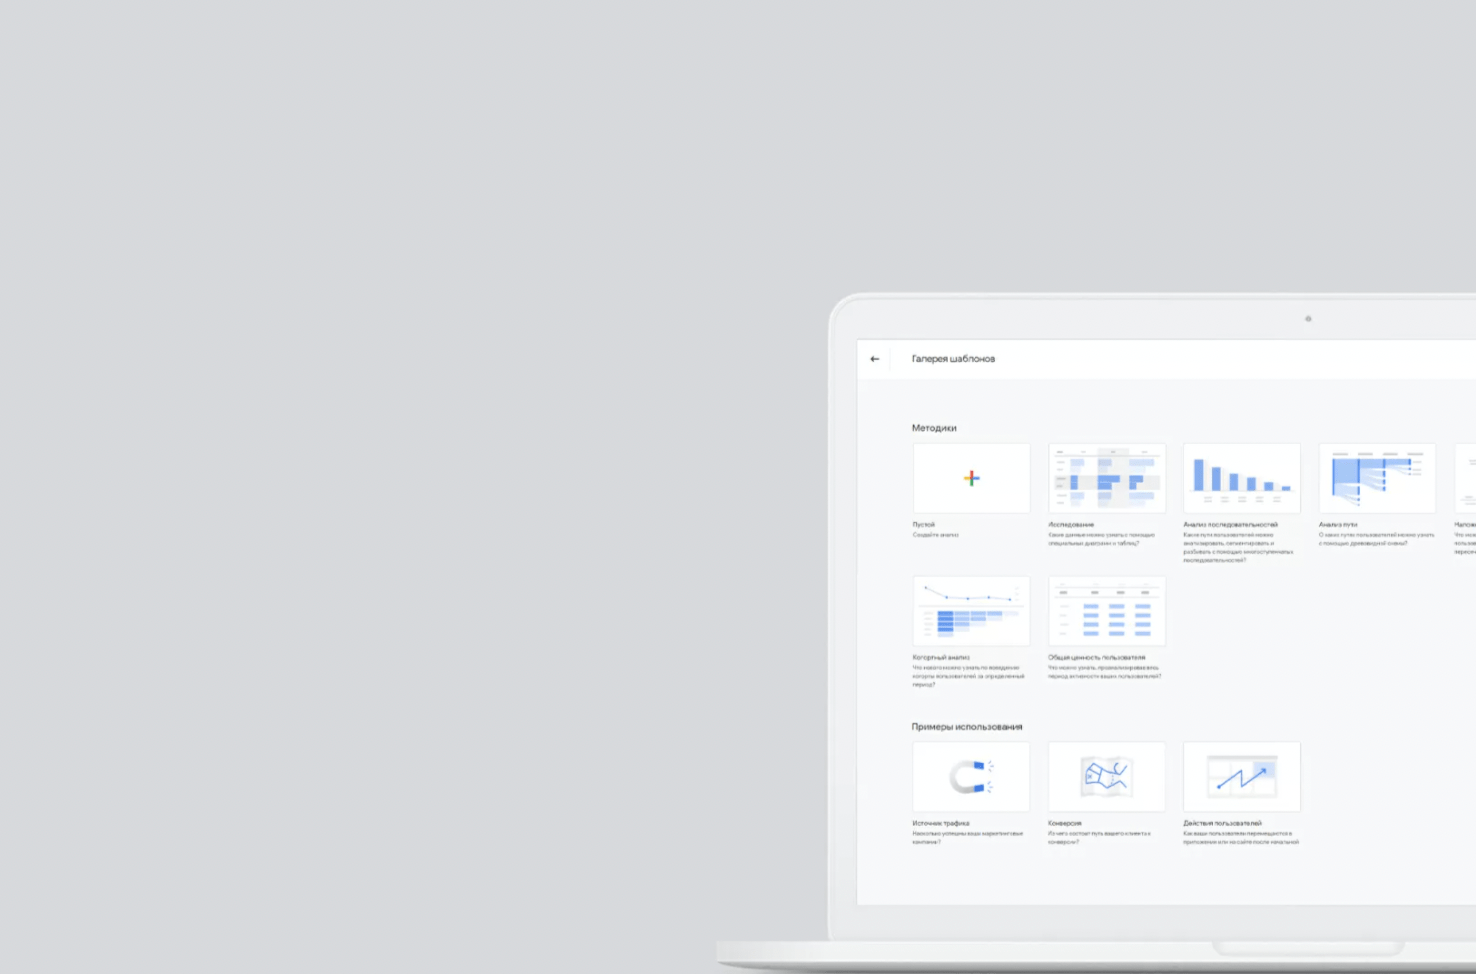 Галерея шаблонов
Методики
Пустой
Создайте анализ
Исследование
Какие данные можно узнать с помощью
специальных диаграмм и таблиц?
Анализ последовательностей
Какие пути пользователей можно
анализировать, сегментировать и
разбивать с помощью многоступенчатых
последовательностей?
Анализ пути
О каких путях пользователей можно узнать
с помощью древовидной схемы?
Когортный анализ
Что нового можно узнать по поведению
когорты пользователей за определенный
период?
Общая ценность пользователя
Что можно узнать, проанализировав весь
период активности ваших пользователей?
Примеры использования
Источник трафика
Насколько успешны ваши маркетинговые
кампании?
Конверсия
Из чего состоит путь вашего клиента к
конверсии?
Действия пользователей
Как ваши пользователи перемещаются в
приложении или на сайте после начальной